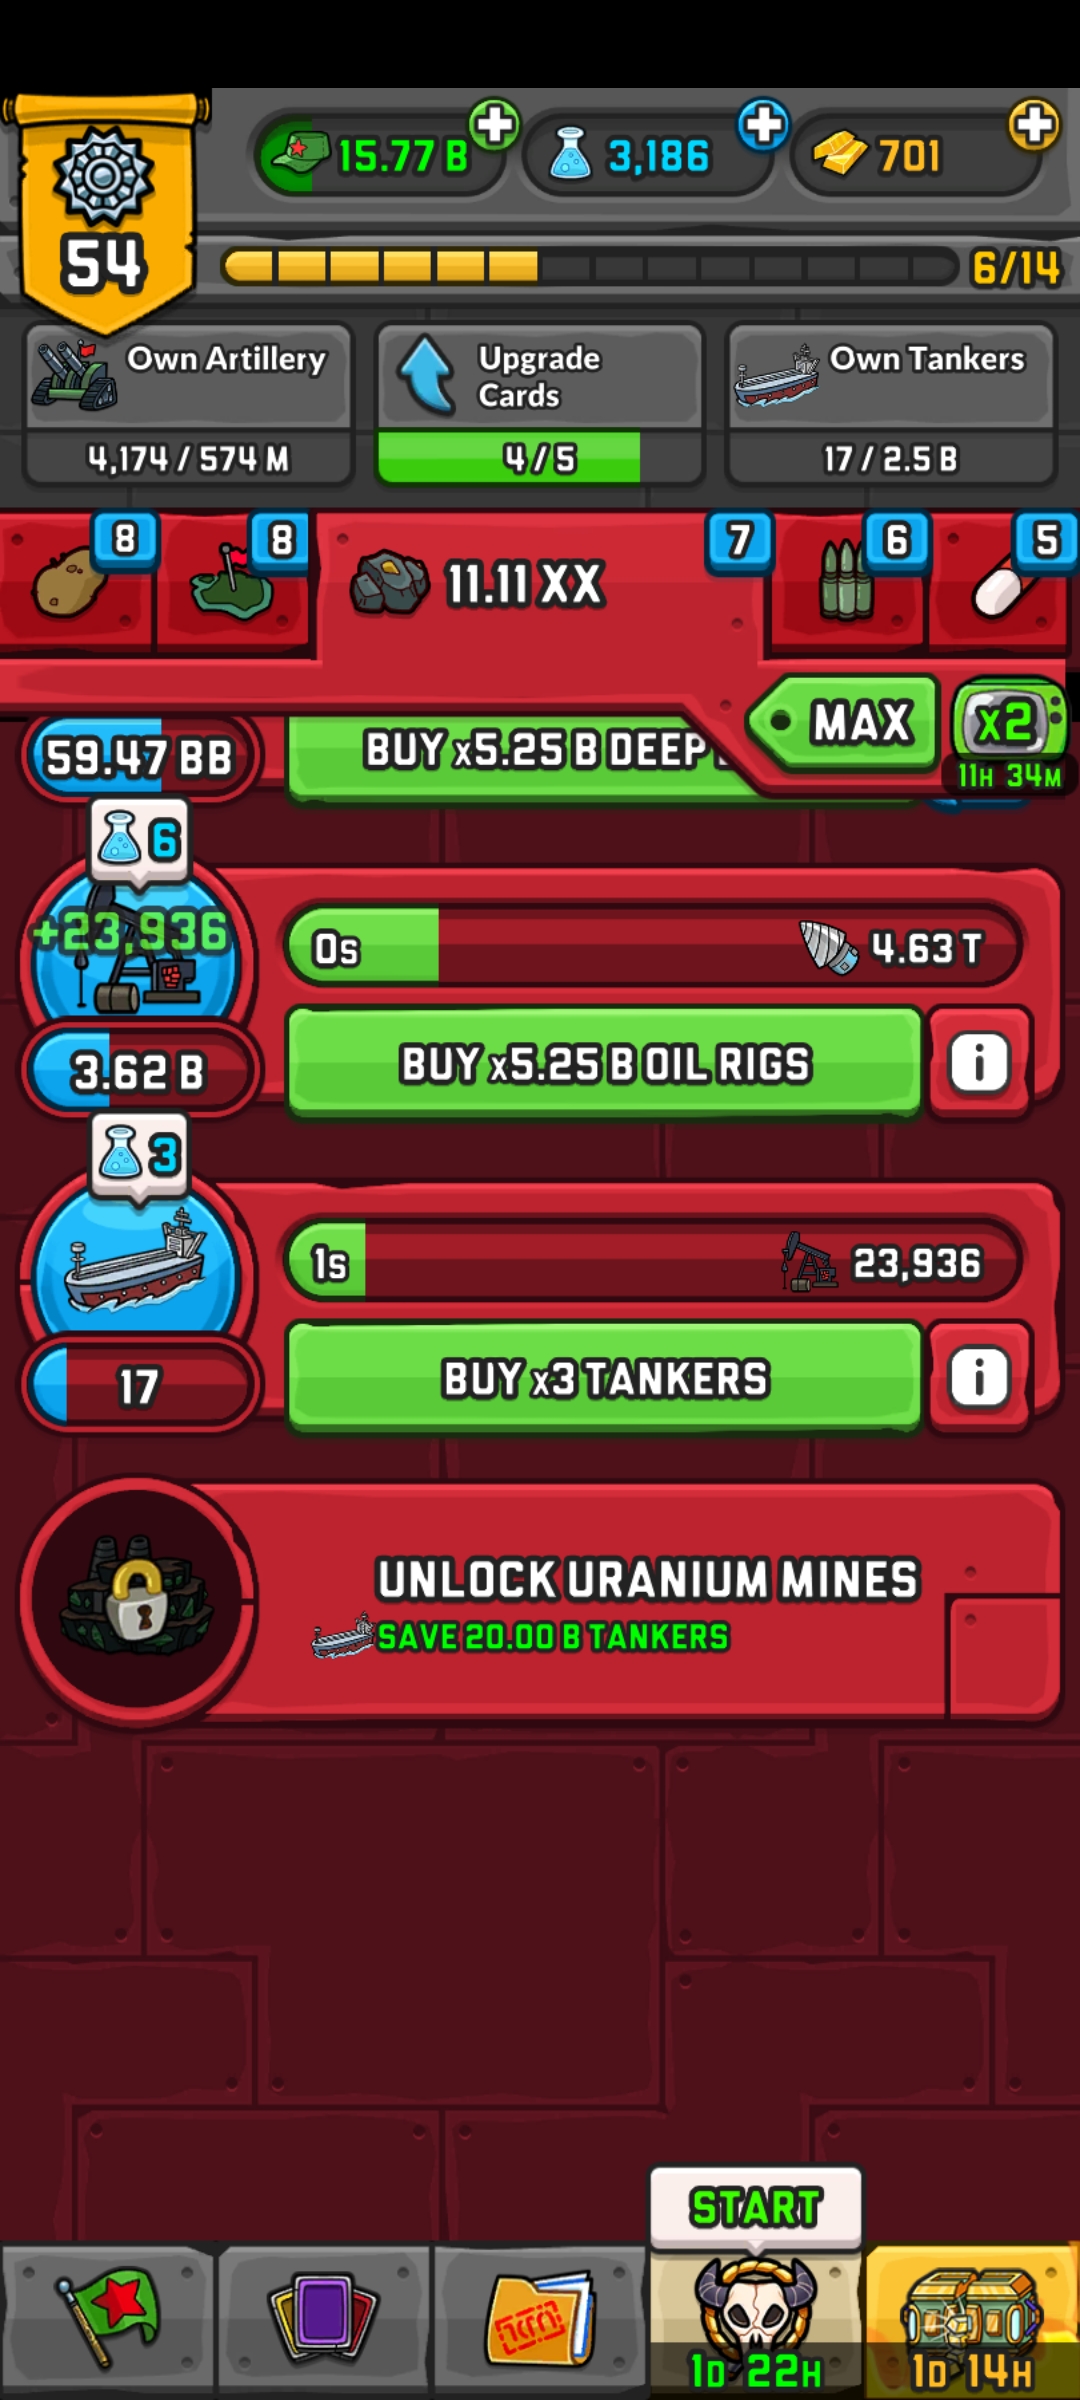 54
15.77 B
3,186
701
6/14
Own Artillery
4,174 / 574 M
Upgrade
Cards
4/5
Own Tankers
17 / 2.5 B
8
8
11.11 XX
7
6
5
MAX
x2
11H 34M
59.47 BB
BUY x5.25 B DEEP
6
+23,936
0s
4.63 T
3.62 B
BUY x5.25 B OIL RIGS
i
3
1s
23,936
17
BUY x3 TANKERS
i
UNLOCK URANIUM MINES
SAVE 20.00 B TANKERS
START
1D 22H
1D 14H